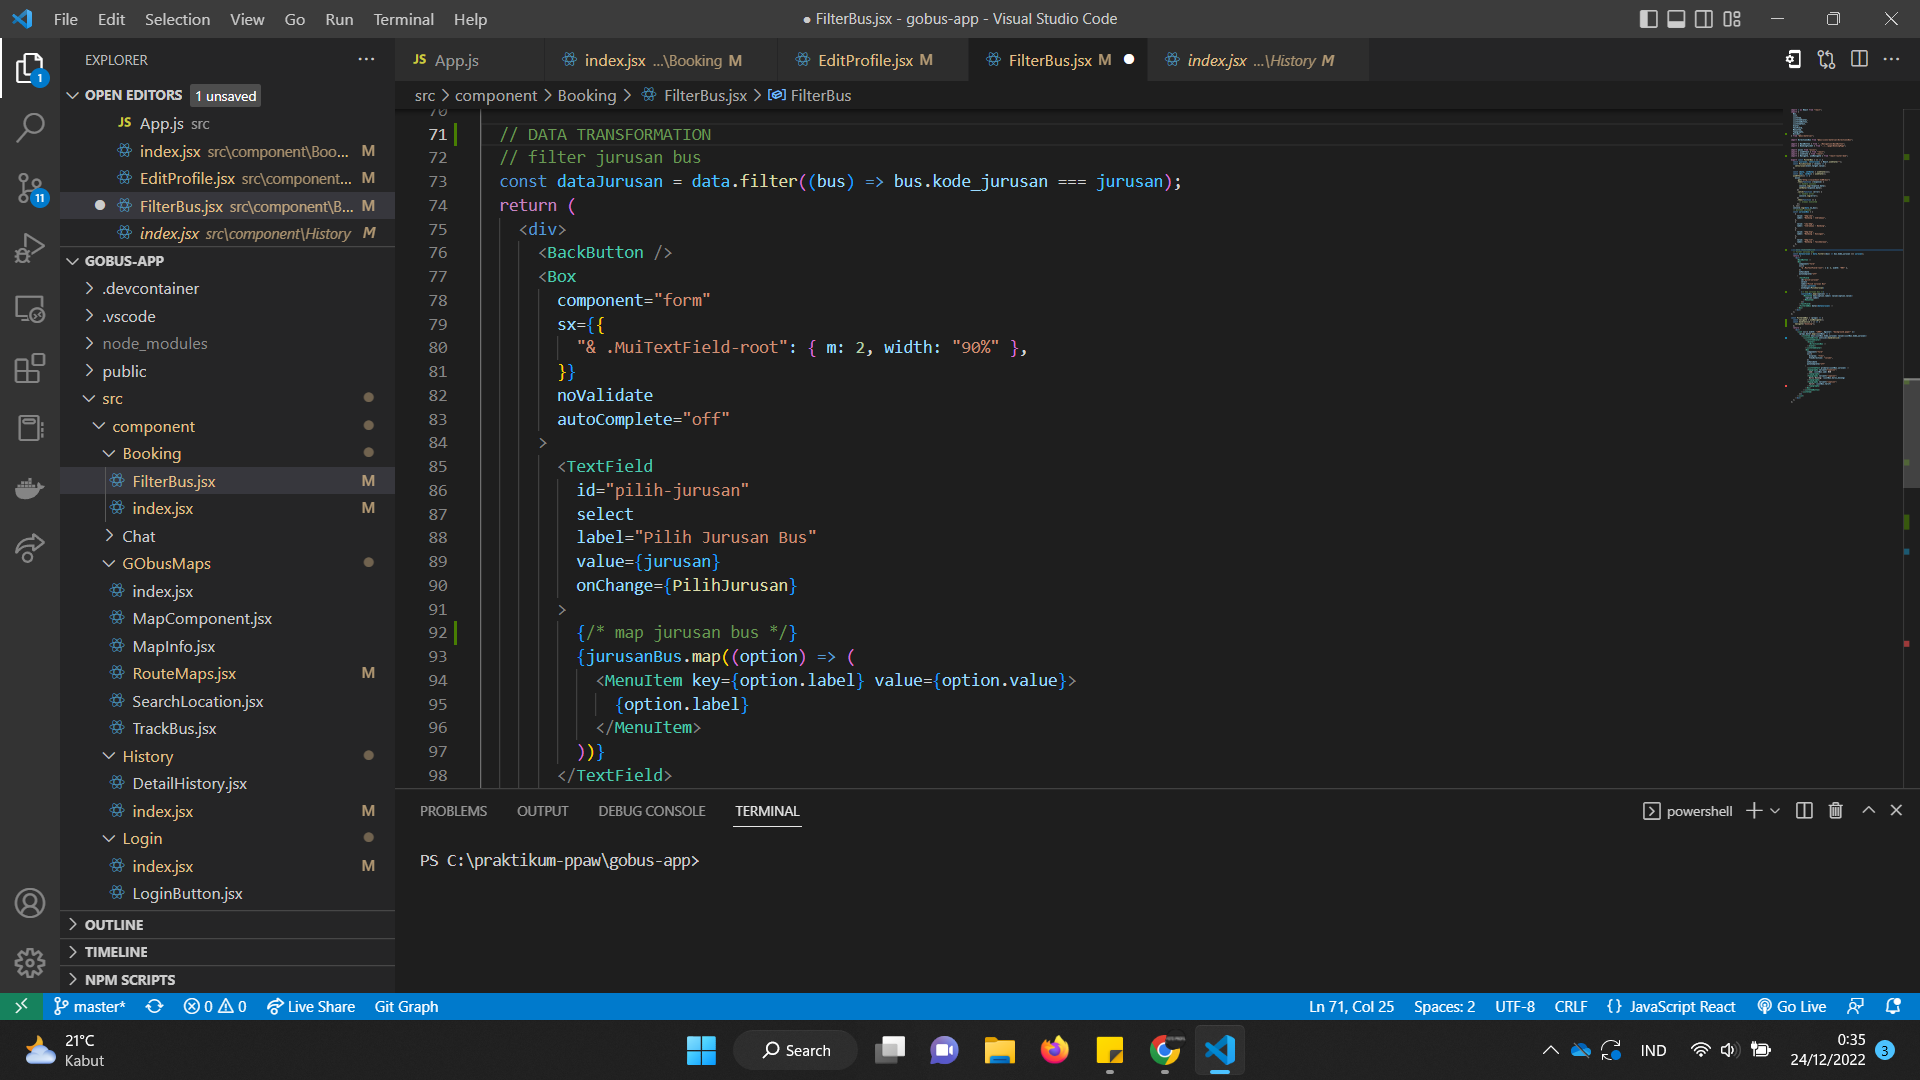 File Edit Selection View Go Run Terminal Help
● FilterBus.jsx - gobus-app - Visual Studio Code
EXPLORER
OPEN EDITORS 1 unsaved
JS App.js src
index.jsx src\component\Boo... M
EditProfile.jsx src\component... M
FilterBus.jsx src\component\B... M
index.jsx src\component\History M
GOBUS-APP
.devcontainer
.vscode
node_modules
public
src
component
Booking
FilterBus.jsx M
index.jsx M
Chat
GObusMaps
index.jsx
MapComponent.jsx
MapInfo.jsx
RouteMaps.jsx M
SearchLocation.jsx
TrackBus.jsx
History
DetailHistory.jsx
index.jsx M
Login
index.jsx M
LoginButton.jsx
OUTLINE
TIMELINE
NPM SCRIPTS
1
11
JS App.js
index.jsx ...\Booking M
EditProfile.jsx M
FilterBus.jsx M ●
index.jsx ...\History M
src > component > Booking > FilterBus.jsx > FilterBus
70
71 // DATA TRANSFORMATION
72 // filter jurusan bus
73 const dataJurusan = data.filter((bus) => bus.kode_jurusan === jurusan);
74 return (
75 <div>
76 <BackButton />
77 <Box
78 component="form"
79 sx={{
80 "& .MuiTextField-root": { m: 2, width: "90%" },
81 }}
82 noValidate
83 autoComplete="off"
84 >
85 <TextField
86 id="pilih-jurusan"
87 select
88 label="Pilih Jurusan Bus"
89 value={jurusan}
90 onChange={PilihJurusan}
91 >
92 {/* map jurusan bus */}
93 {jurusanBus.map((option) => (
94 <MenuItem key={option.label} value={option.value}>
95 {option.label}
96 </MenuItem>
97 ))}
98 </TextField>
PROBLEMS OUTPUT DEBUG CONSOLE TERMINAL
powershell
PS C:\praktikum-ppaw\gobus-app>
master* 0 0 Live Share Git Graph
Ln 71, Col 25 Spaces: 2 UTF-8 CRLF {} JavaScript React Go Live
21°C
Kabut
Search
IND
0:35
24/12/2022
3